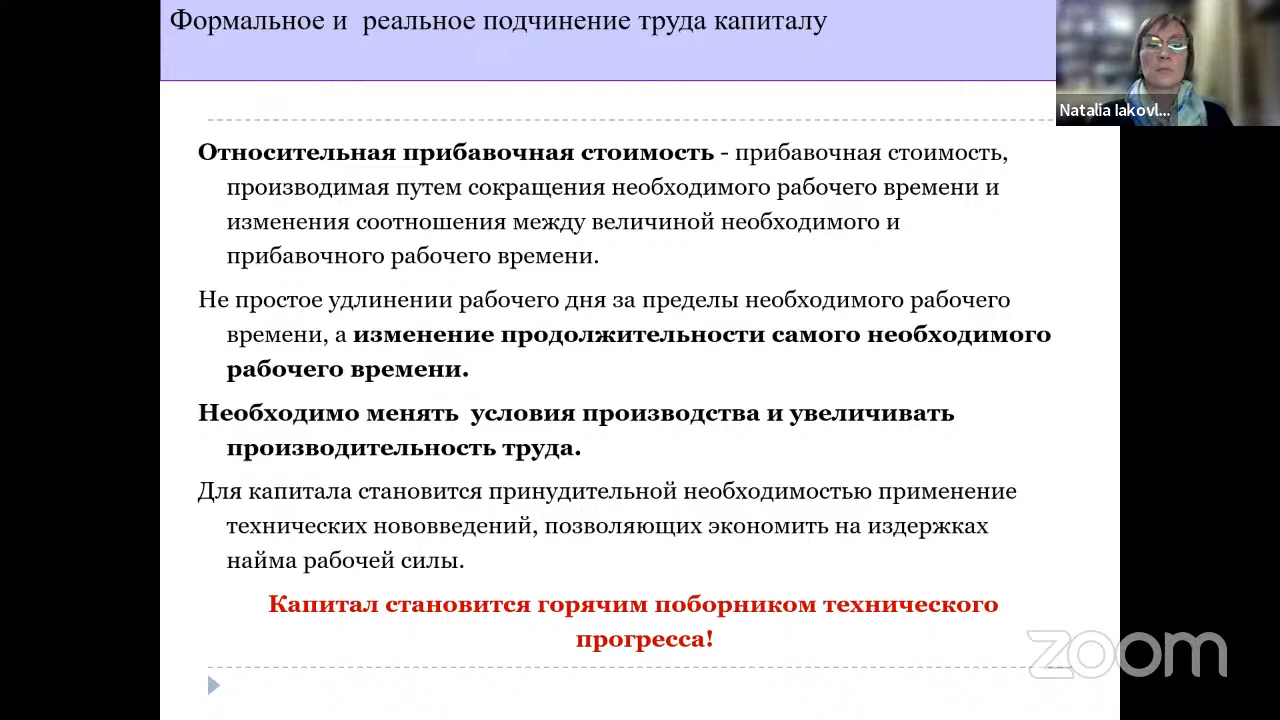 Формальное и реальное подчинение труда капиталу
Natalia Iakovl...
Относительная прибавочная стоимость - прибавочная стоимость,
производимая путем сокращения необходимого рабочего времени и
изменения соотношения между величиной необходимого и
прибавочного рабочего времени.
Не простое удлинении рабочего дня за пределы необходимого рабочего
времени, а изменение продолжительности самого необходимого
рабочего времени.
Необходимо менять условия производства и увеличивать
производительность труда.
Для капитала становится принудительной необходимостью применение
технических нововведений, позволяющих экономить на издержках
найма рабочей силы.
Капитал становится горячим поборником технического
прогресса!
zoom